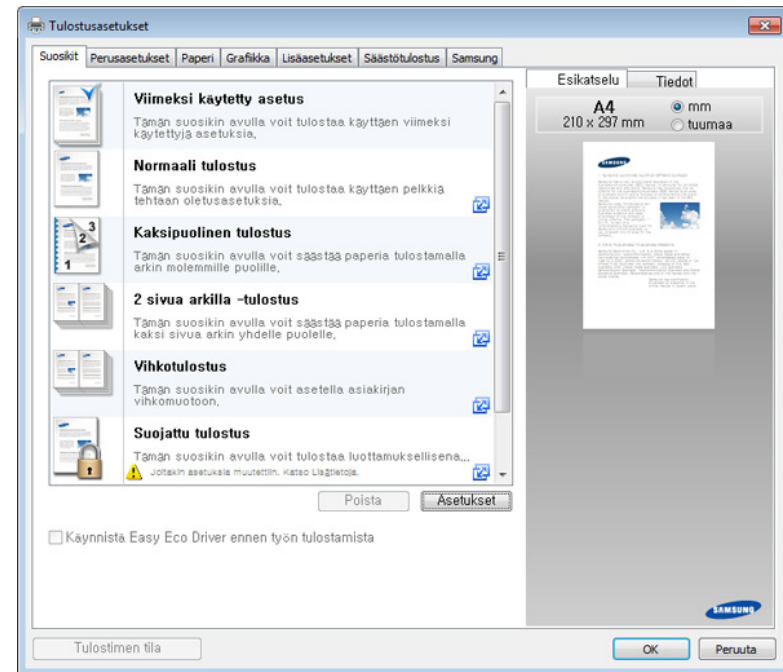 Tulostusasetukset
Suosikit Perusasetukset Paperi Grafiikka Lisäasetukset Säästötulostus Samsung
Viimeksi käytetty asetus
Tämän suosikin avulla voit tulostaa käyttäen viimeksi
käytettyjä asetuksia.
Normaali tulostus
Tämän suosikin avulla voit tulostaa käyttäen pelkkiä
tehtaan oletusasetuksia.
Kaksipuolinen tulostus
Tämän suosikin avulla voit säästää paperia tulostamalla
arkin molemmille puolille.
2 sivua arkilla -tulostus
Tämän suosikin avulla voit säästää paperia tulostamalla
kaksi sivua arkin yhdelle puolelle.
Vihkotulostus
Tämän suosikin avulla voit asetella asiakirjan
vihkomuotoon.
Suojattu tulostus
Tämän suosikin avulla voit tulostaa luottamuksellisena...
Joitakin asetuksia muutettiin. Katso Lisätietoja.
Poista Asetukset
Käynnistä Easy Eco Driver ennen työn tulostamista
Esikatselu Tiedot
A4
210 x 297 mm
mm
tuumaa
SAMSUNG
Tulostimen tila
OK Peruuta